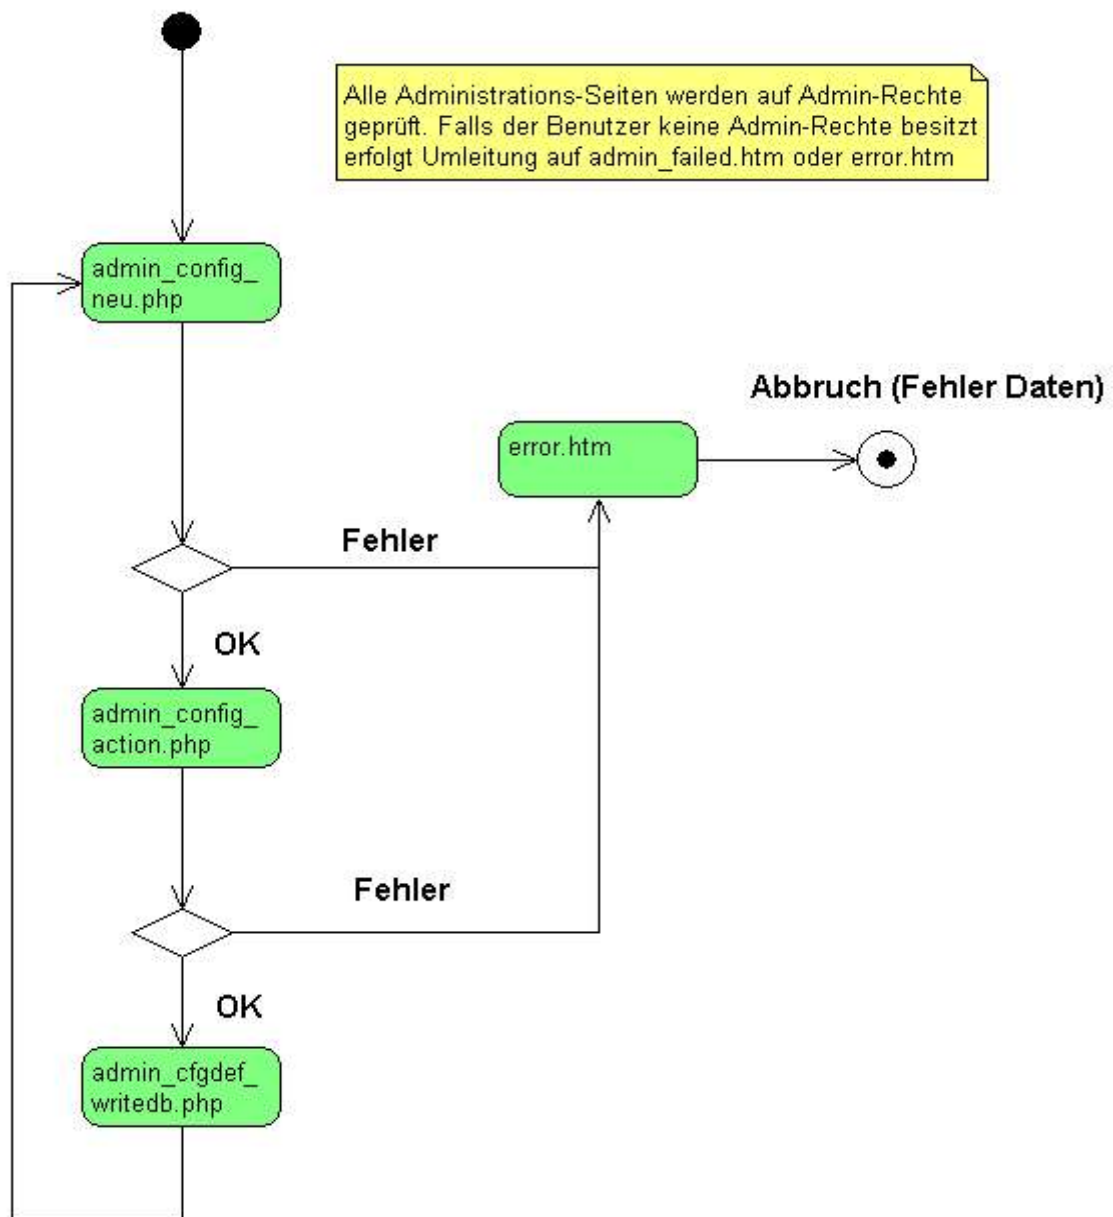 Alle Administrations-Seiten werden auf Admin-Rechte
geprüft. Falls der Benutzer keine Admin-Rechte besitzt
erfolgt Umleitung auf admin_failed.htm oder error.htm
admin_config_
neu.php
Abbruch (Fehler Daten)
error.htm
Fehler
OK
admin_config_
action.php
Fehler
OK
admin_cfgdef_
writedb.php